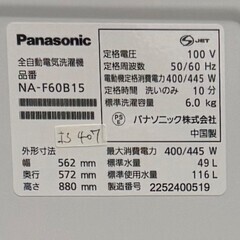 Panasonic
全自動電気洗濯機
品番
NA-F60B15
JS 407
外形寸法
幅 562 mm
奥行 572 mm
高さ 880 mm
JET
定格電圧 100 V
定格周波数 50/60 Hz
電動機定格消費電力 400/445 W
定格時間 洗い のみ 10分
標準洗濯容量 6.0 kg
PS E
パナソニック株式会社
中国製
最大消費電力 400/445 W
標準水量 49 L
標準使用水量 116 L
製造番号 2252400519